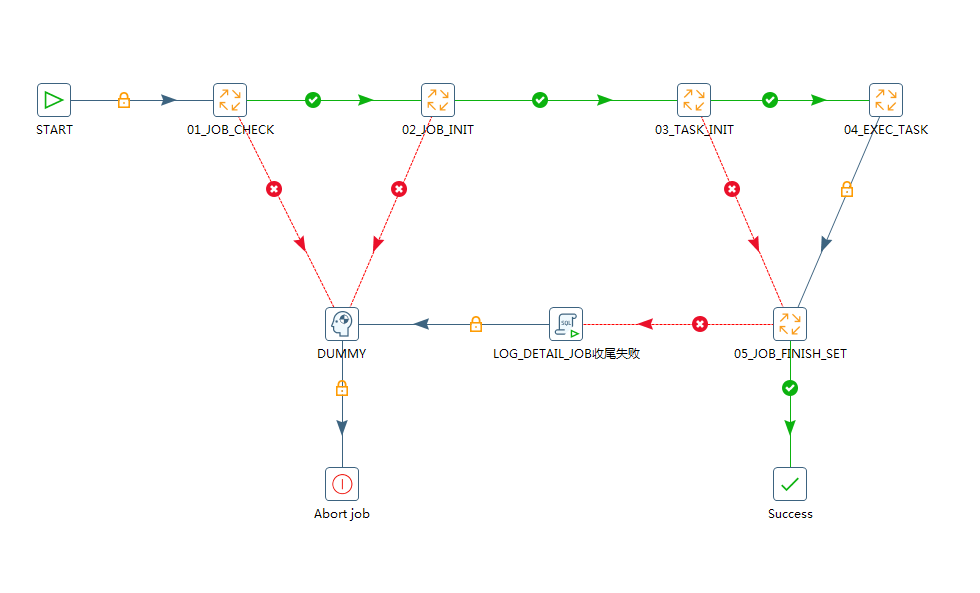 START
01_JOB_CHECK
02_JOB_INIT
03_TASK_INIT
04_EXEC_TASK
DUMMY
SQL
LOG_DETAIL_JOB收尾失败
05_JOB_FINISH_SET
Abort job
Success